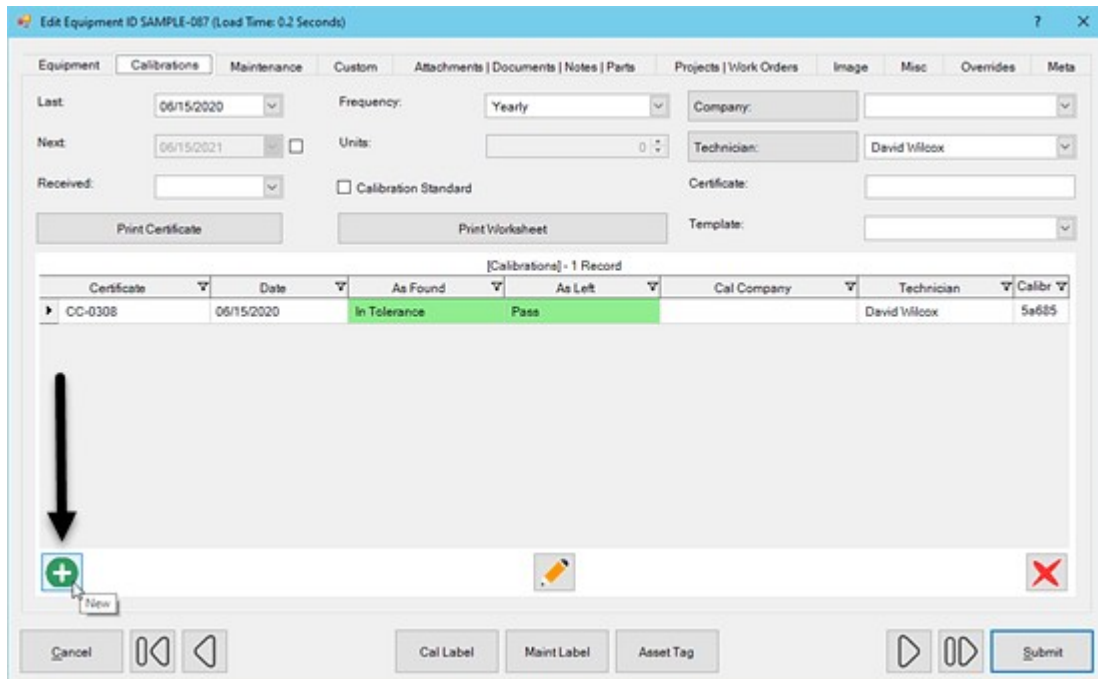 Edit Equipment ID SAMPLE-087 (Load Time: 0.2 Seconds) ?
Equipment Calibrations Maintenance Custom Attachments | Documents | Notes | Parts Projects | Work Orders Image Misc Overrides Meta
Last: 06/15/2020 Frequency: Yearly Company:
Next: 06/15/2021 Units: 0 Technician: David Wilcox
Received: Calibration Standard Certificate:
Print Certificate Print Worksheet Template:
[Calibrations] - 1 Record
Certificate Date As Found As Left Cal Company Technician Calibr
CC-0308 06/15/2020 In Tolerance Pass David Wilcox 5a685
New
Cancel Cal Label Maint Label Asset Tag Submit